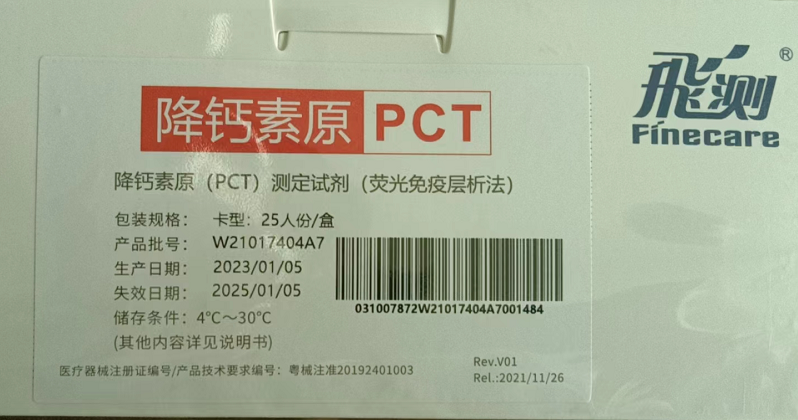 飛测®
Finecare
降钙素原 PCT
降钙素原（PCT）测定试剂（荧光免疫层析法）
包装规格： 卡型：25人份/盒
产品批号： W21017404A7
生产日期： 2023/01/05
失效日期： 2025/01/05
储存条件：4℃～30℃
(其他内容详见说明书)
031007872W21017404A7001484
医疗器械注册证编号/产品技术要求编号：粤械注准20192401003
Rev.V01
Rel.:2021/11/26